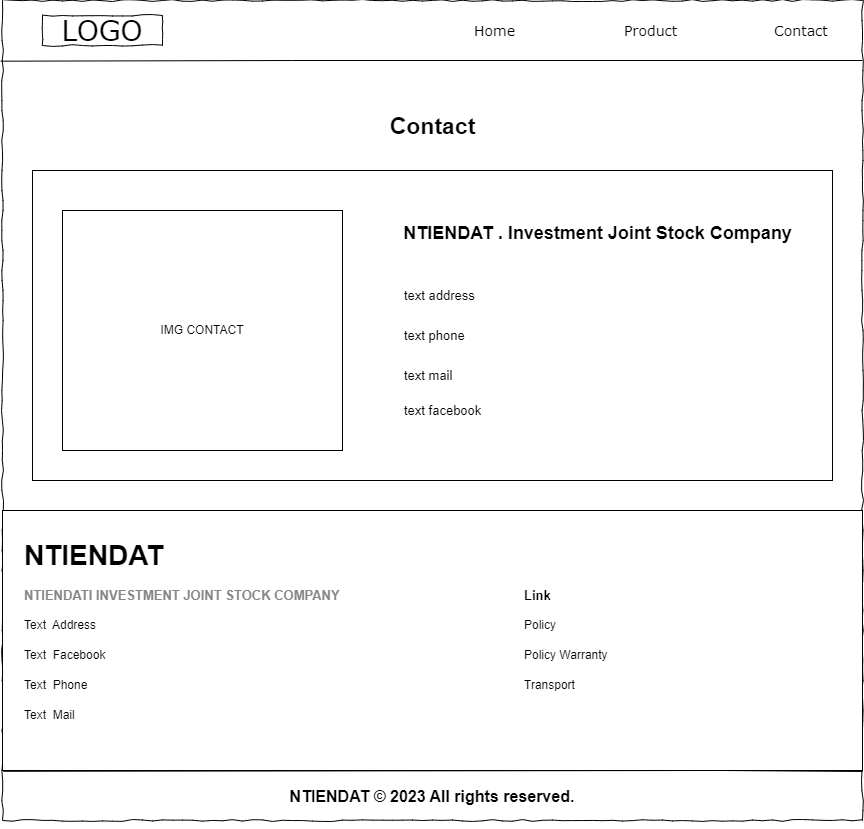 LOGO
Home
Product
Contact
Contact
NTIENDAT . Investment Joint Stock Company
IMG CONTACT
text address
text phone
text mail
text facebook
NTIENDAT
NTIENDATI INVESTMENT JOINT STOCK COMPANY
Text Address
Text Facebook
Text Phone
Text Mail
Link
Policy
Policy Warranty
Transport
NTIENDAT © 2023 All rights reserved.